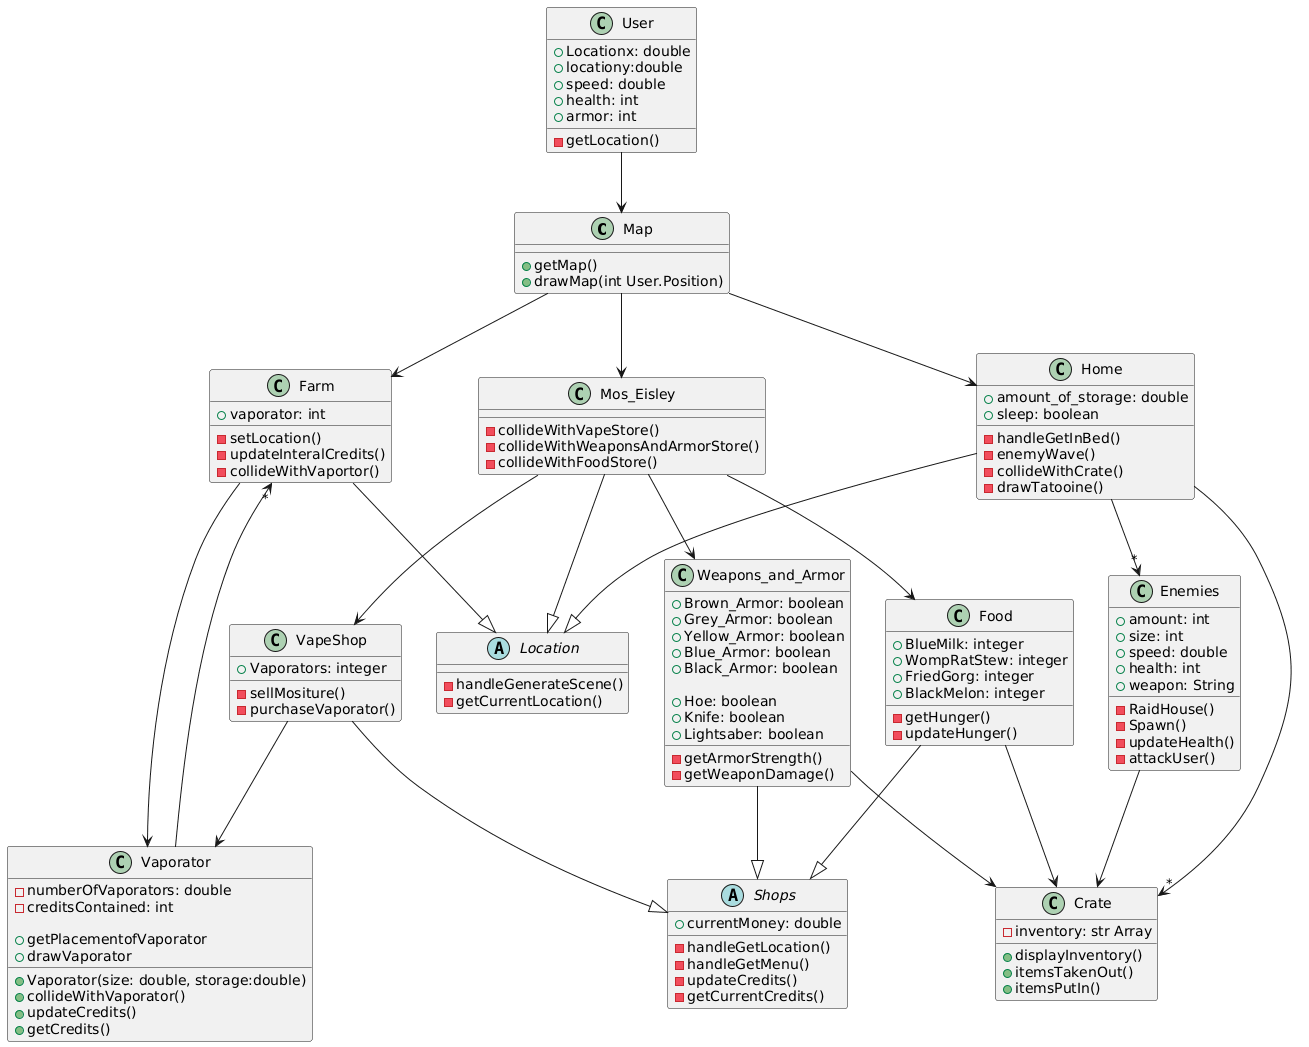 C User
Locationx: double
locationy:double
speed: double
health: int
armor: int
getLocation()
C Map
getMap()
drawMap(int User.Position)
C Farm
vaporator: int
setLocation()
updateInteralCredits()
collideWithVaportor()
*
C Mos_Eisley
collideWithVapeStore()
collideWithWeaponsAndArmorStore()
collideWithFoodStore()
C Home
amount_of_storage: double
sleep: boolean
handleGetInBed()
enemyWave()
collideWithCrate()
drawTatooine()
*
C VapeShop
Vaporators: integer
sellMositure()
purchaseVaporator()
A Location
handleGenerateScene()
getCurrentLocation()
C Weapons_and_Armor
Brown_Armor: boolean
Grey_Armor: boolean
Yellow_Armor: boolean
Blue_Armor: boolean
Black_Armor: boolean
Hoe: boolean
Knife: boolean
Lightsaber: boolean
getArmorStrength()
getWeaponDamage()
C Food
BlueMilk: integer
WompRatStew: integer
FriedGorg: integer
BlackMelon: integer
getHunger()
updateHunger()
C Enemies
amount: int
size: int
speed: double
health: int
weapon: String
RaidHouse()
Spawn()
updateHealth()
attackUser()
C Vaporator
numberOfVaporators: double
creditsContained: int
getPlacementofVaporator
drawVaporator
Vaporator(size: double, storage:double)
collideWithVaporator()
updateCredits()
getCredits()
A Shops
currentMoney: double
handleGetLocation()
handleGetMenu()
updateCredits()
getCurrentCredits()
*
C Crate
inventory: str Array
displayInventory()
itemsTakenOut()
itemsPutIn()